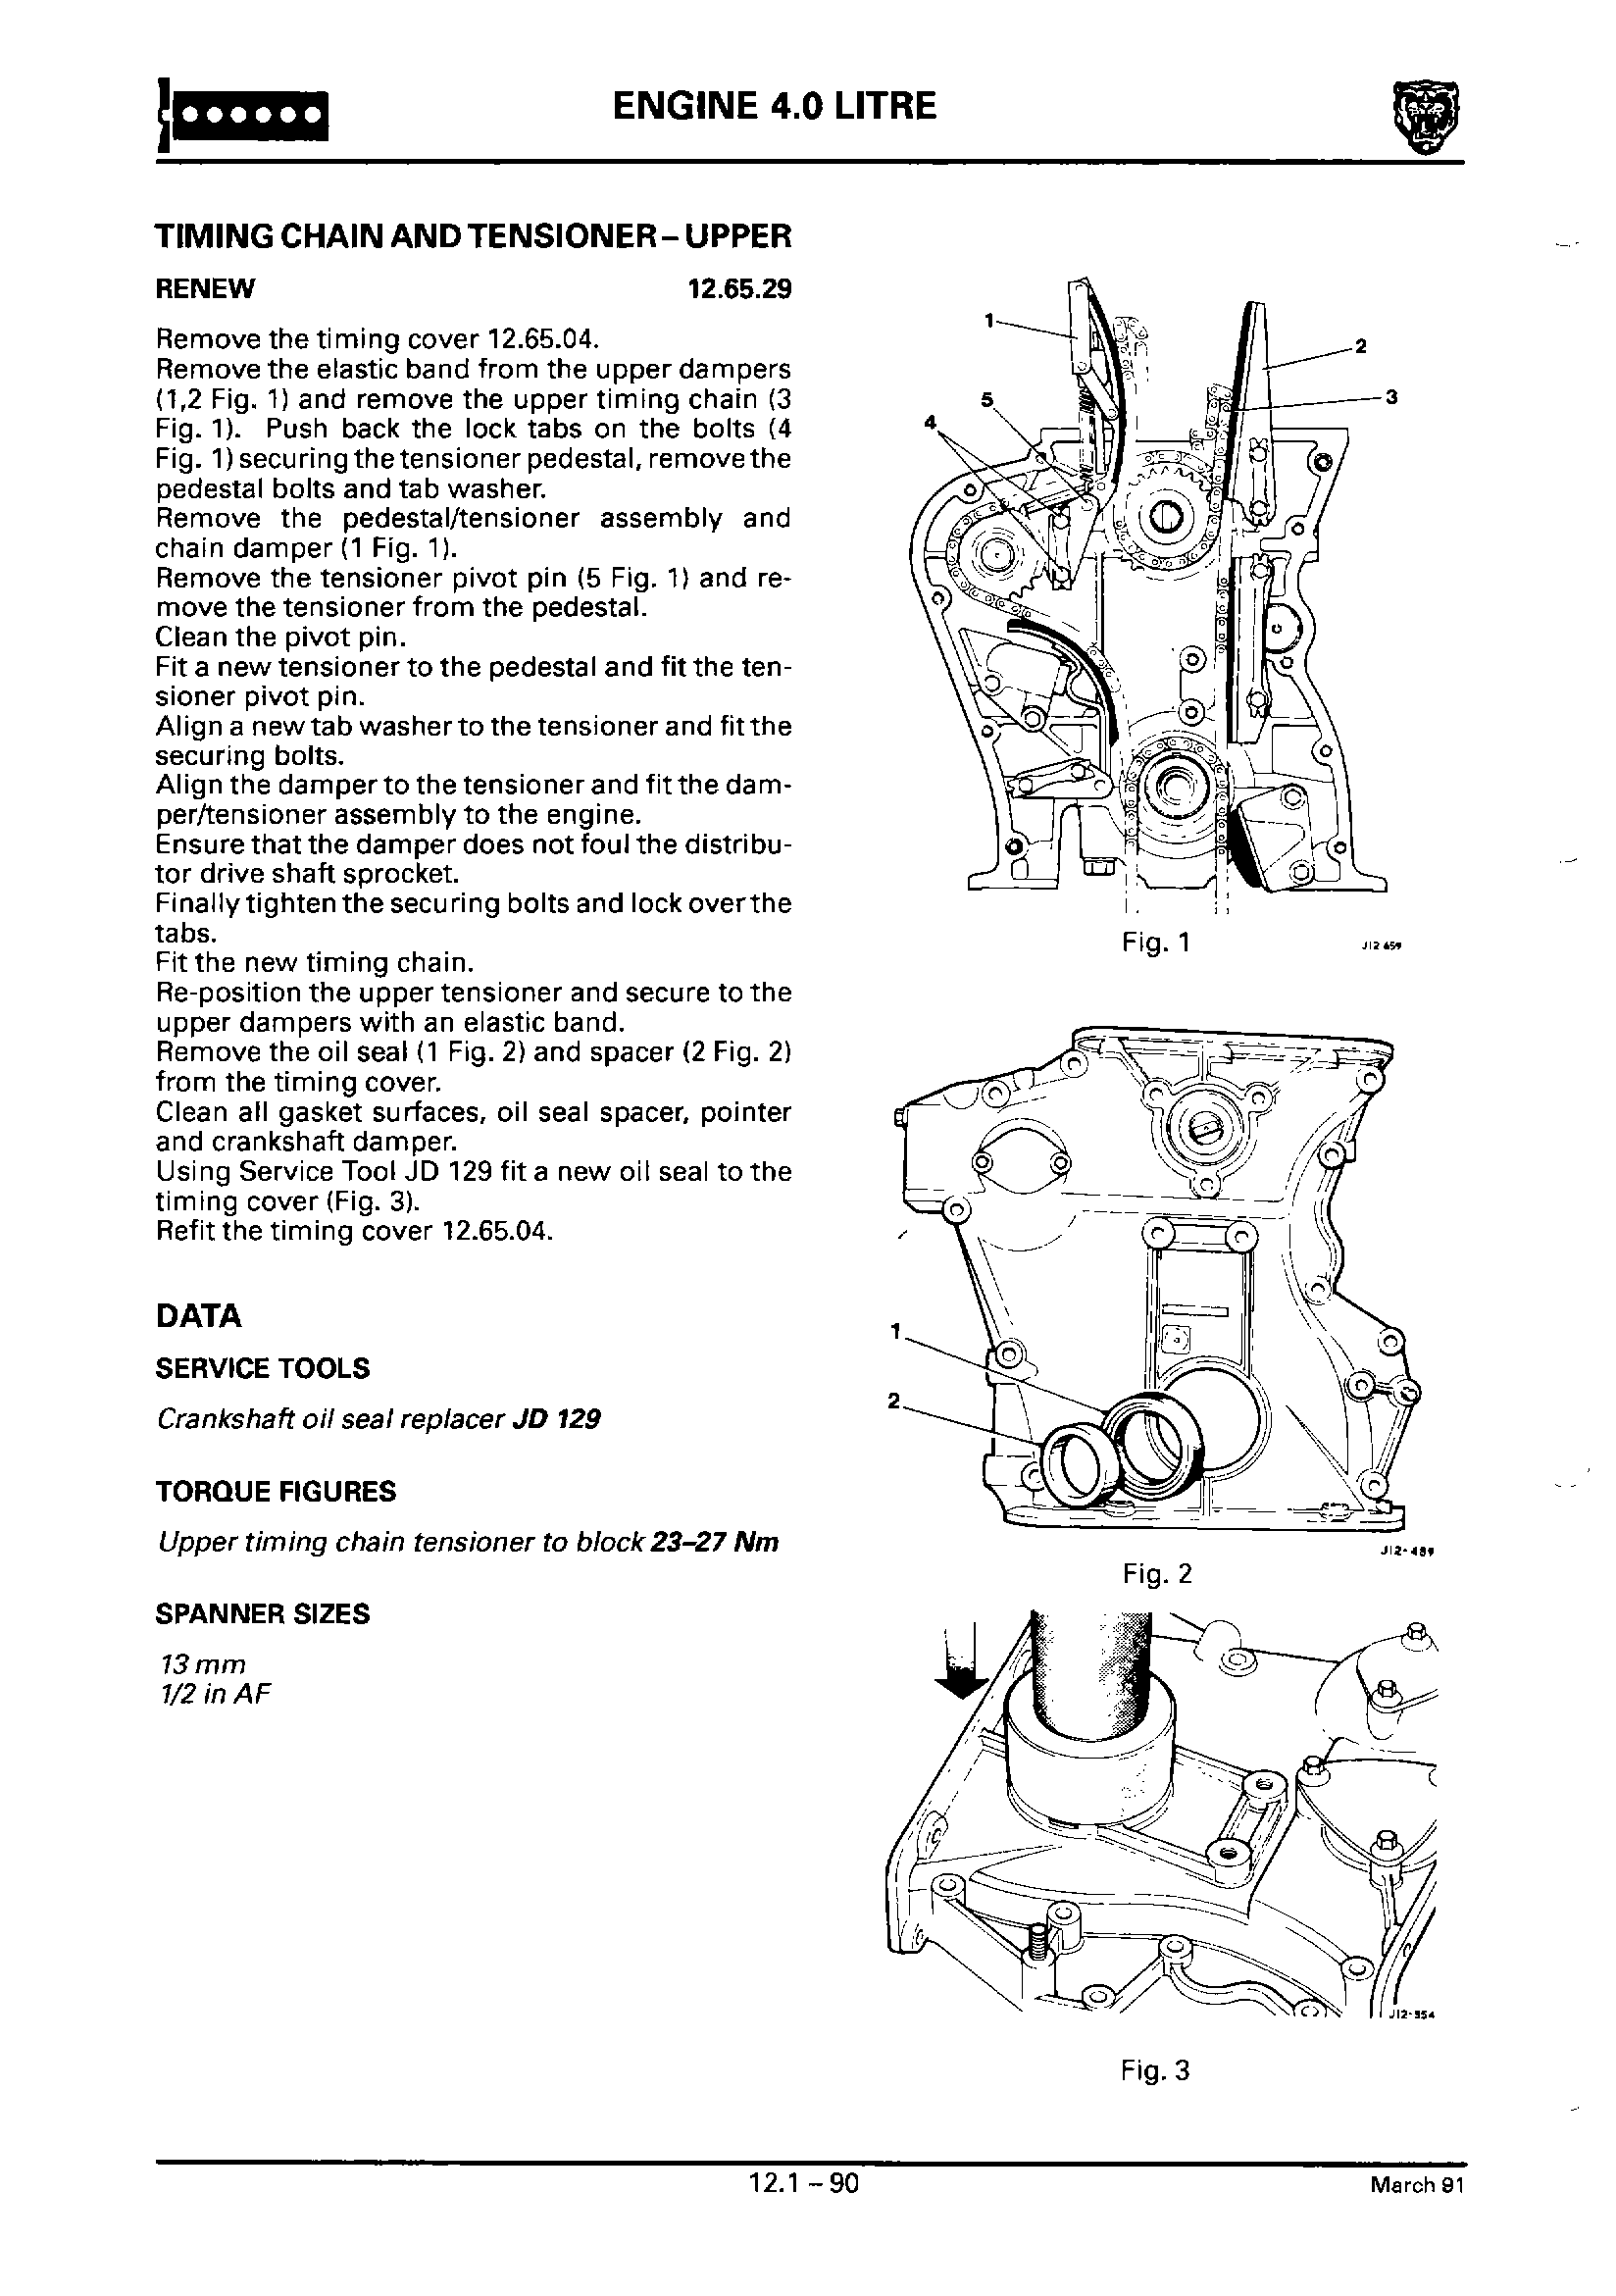 ENGINE 4.0 LITRE
TIMING CHAIN AND TENSIONER – UPPER
RENEW 12.65.29
Remove the timing cover 12.65.04.
Remove the elastic band from the upper dampers
(1,2 Fig. 1) and remove the upper timing chain (3
Fig. 1). Push back the lock tabs on the bolts (4
Fig. 1) securing the tensioner pedestal, remove the
pedestal bolts and tab washer.
Remove the pedestal/tensioner assembly and
chain damper (1 Fig. 1).
Remove the tensioner pivot pin (5 Fig. 1) and re-
move the tensioner from the pedestal.
Clean the pivot pin.
Fit a new tensioner to the pedestal and fit the ten-
sioner pivot pin.
Align a new tab washer to the tensioner and fit the
securing bolts.
Align the damper to the tensioner and fit the dam-
per/tensioner assembly to the engine.
Ensure that the damper does not foul the distribu-
tor drive shaft sprocket.
Finally tighten the securing bolts and lock over the
tabs.
Fit the new timing chain.
Re-position the upper tensioner and secure to the
upper dampers with an elastic band.
Remove the oil seal (1 Fig. 2) and spacer (2 Fig. 2)
from the timing cover.
Clean all gasket surfaces, oil seal spacer, pointer
and crankshaft damper.
Using Service Tool JD 129 fit a new oil seal to the
timing cover (Fig. 3).
Refit the timing cover 12.65.04.
DATA
SERVICE TOOLS
Crankshaft oil seal replacer JD 129
TORQUE FIGURES
Upper timing chain tensioner to block 23–27 Nm
SPANNER SIZES
13 mm
1/2 in AF
1
2
3
5
4
Fig. 1
J12 659
1
2
J12-489
Fig. 2
J12-354
Fig. 3
12.1 – 90
March 91